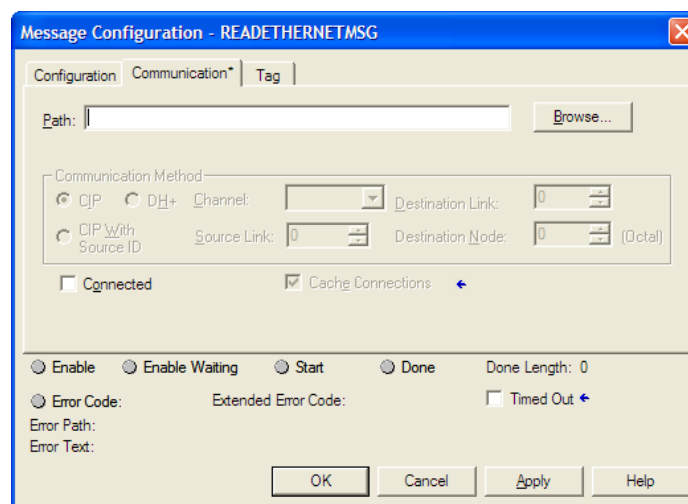 Message Configuration - READETHERNETMSG
Configuration Communication* Tag
Path: Browse...
Communication Method
CIP DH+ Channel: Destination Link: 0
CIP With Source ID Source Link: 0 Destination Node: 0 (Octal)
Connected Cache Connections
Enable Enable Waiting Start Done Done Length: 0
Error Code: Extended Error Code: Timed Out
Error Path:
Error Text:
OK Cancel Apply Help